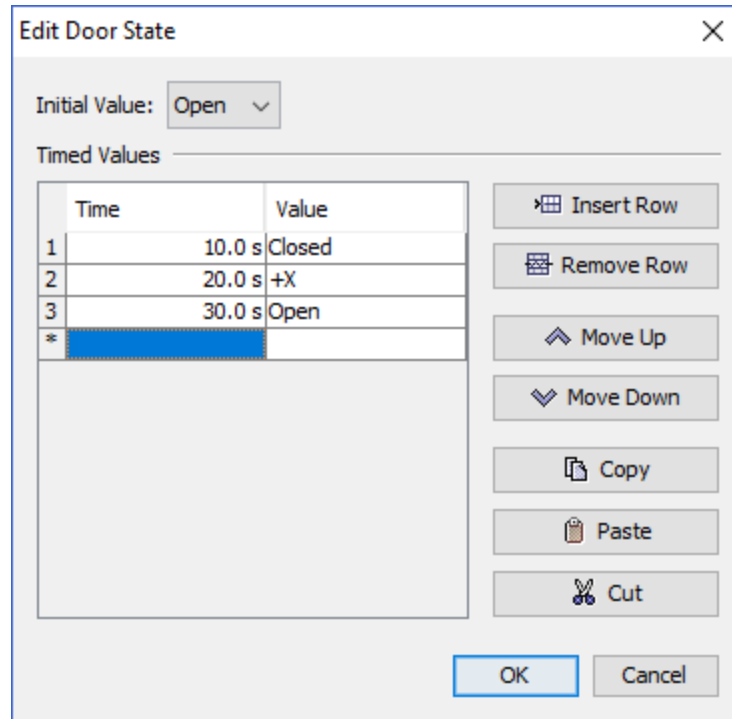 Edit Door State
Initial Value: Open
Timed Values
Time Value
1 10.0 s Closed
2 20.0 s +X
3 30.0 s Open
*
Insert Row
Remove Row
Move Up
Move Down
Copy
Paste
Cut
OK Cancel